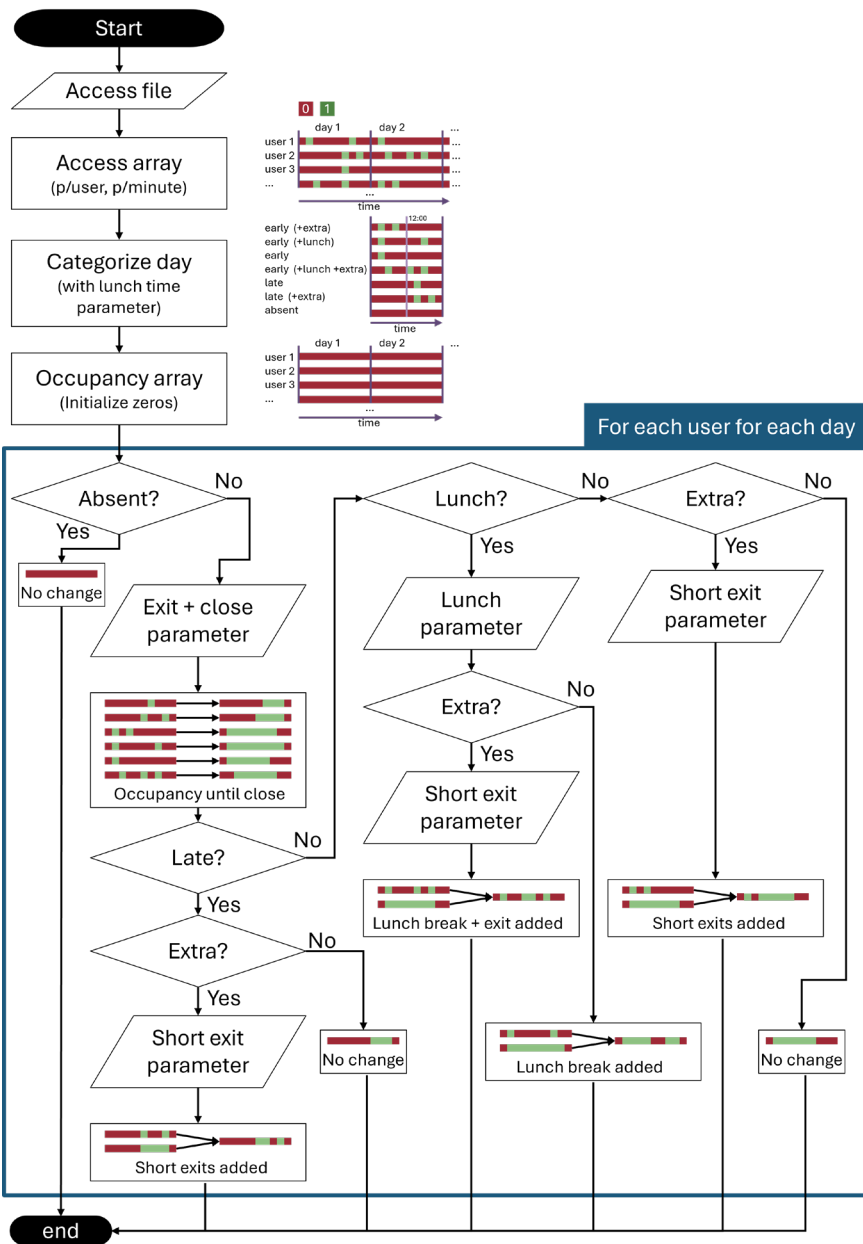 Start
Access file
Access array
(p/user, p/minute)
0 1
day 1 day 2 ...
user 1 ...
user 2 ...
user 3
... ...
...
time
Categorize day
(with lunch time
parameter)
12:00
early (+extra)
early (+lunch)
early
early (+lunch +extra)
late
late (+extra)
absent
time
Occupancy array
(Initialize zeros)
day 1 day 2 ...
user 1
user 2
user 3
...
...
time
For each user for each day
Absent?
No
Yes
No change
Exit + close
parameter
Occupancy until close
Late?
No
Yes
Extra?
No
Yes
Short exit
parameter
No change
Short exits added
Lunch?
No
Yes
Lunch
parameter
Extra?
No
Yes
Short exit
parameter
Lunch break + exit added
Lunch break added
Extra?
No
Yes
Short exit
parameter
Short exits added
No change
end